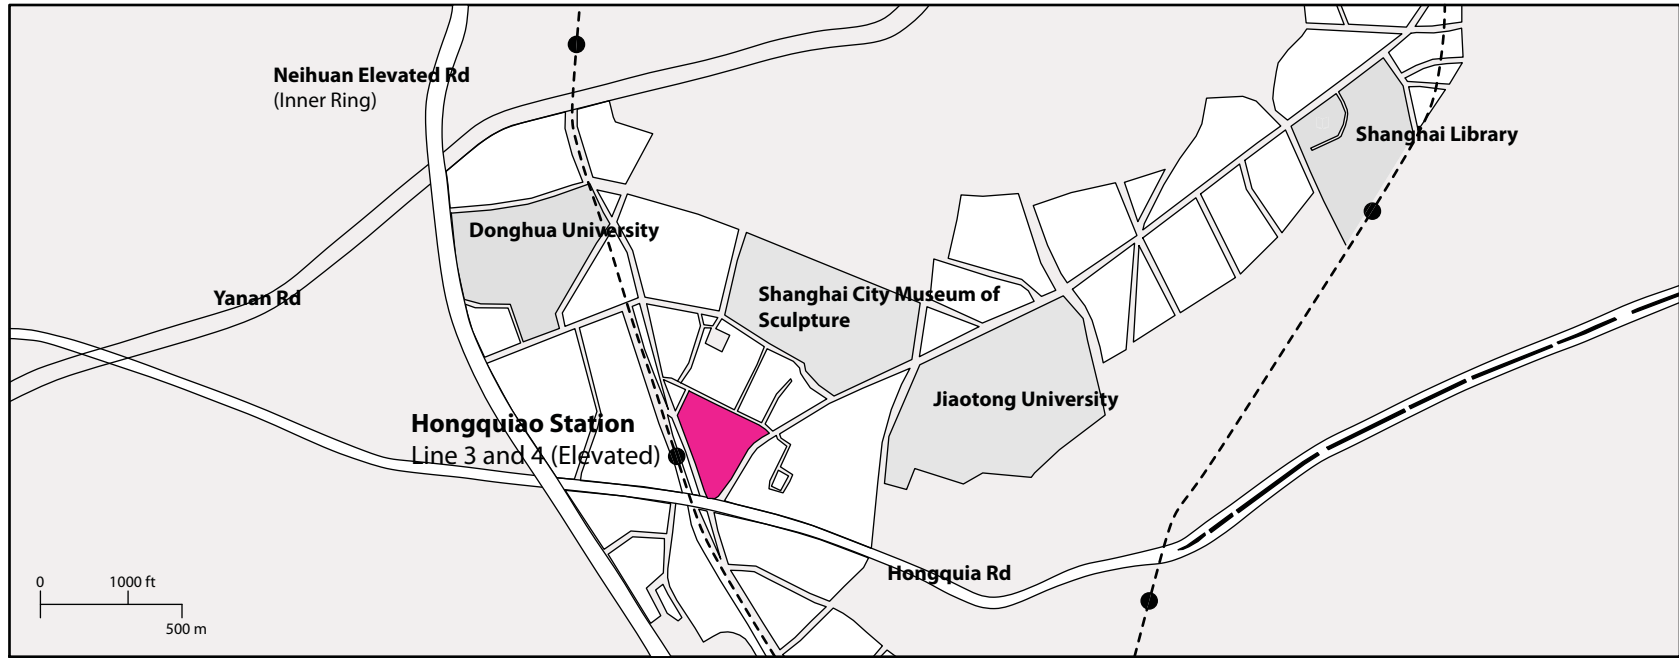 Neihuan Elevated Rd
(Inner Ring)
Shanghai Library
Donghua University
Yanan Rd
Shanghai City Museum of
Sculpture
Jiaotong University
Hongquiao Station
Line 3 and 4 (Elevated)
Hongquia Rd
0 1000 ft
500 m